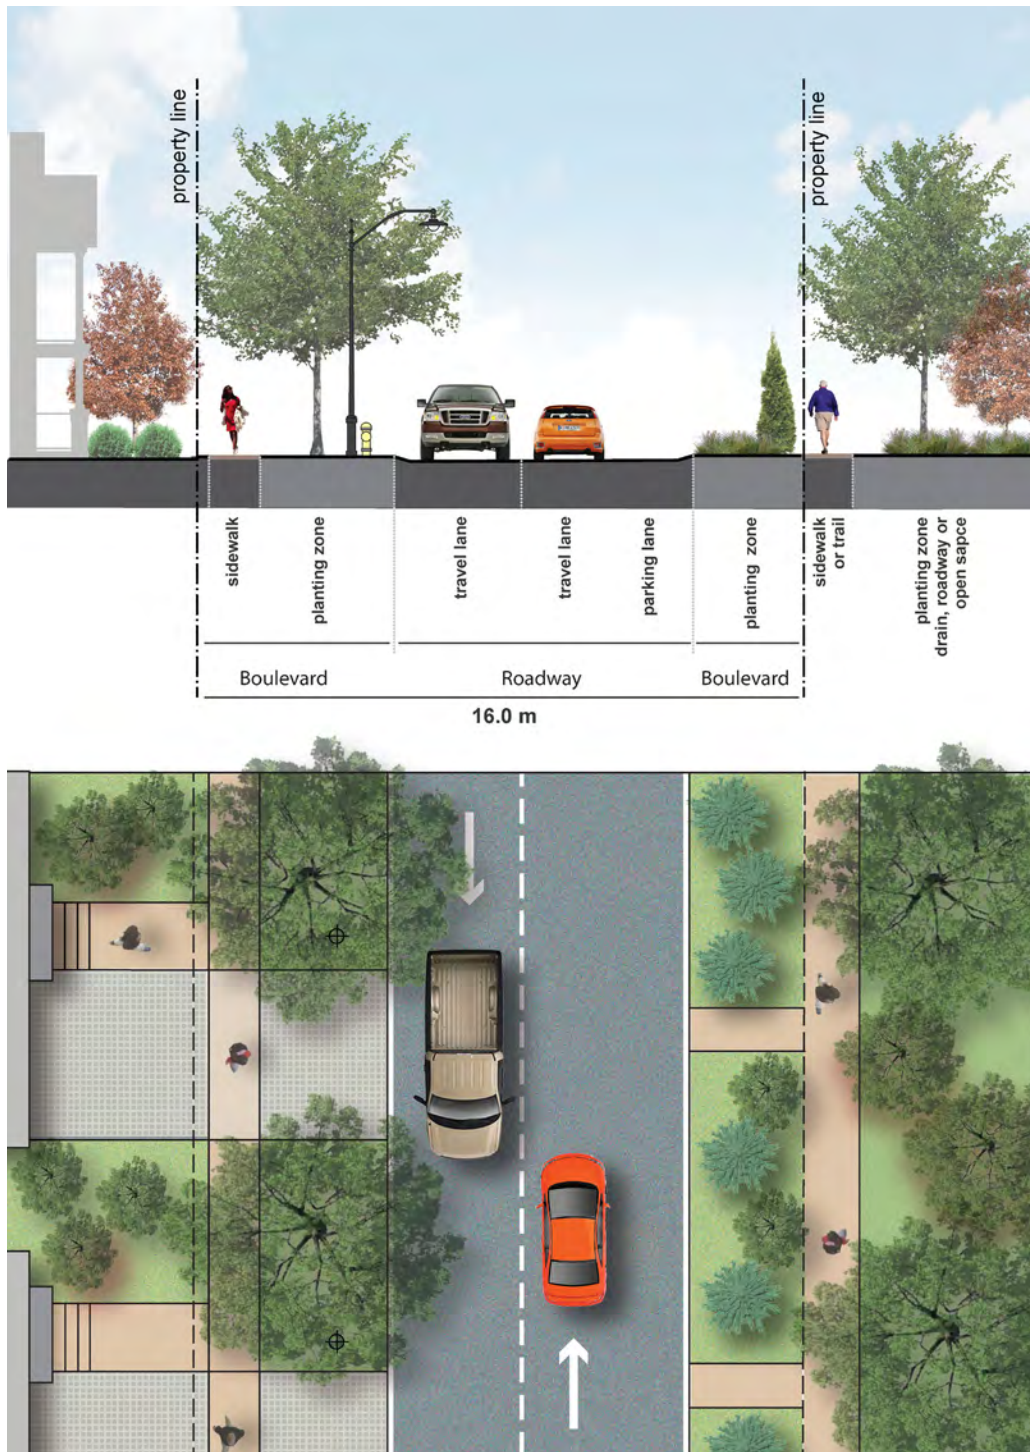 property line
property line
sidewalk
planting zone
travel lane
travel lane
parking lane
planting zone
sidewalk
or trail
planting zone
drain, roadway or
open sapce
Boulevard
Roadway
Boulevard
16.0 m